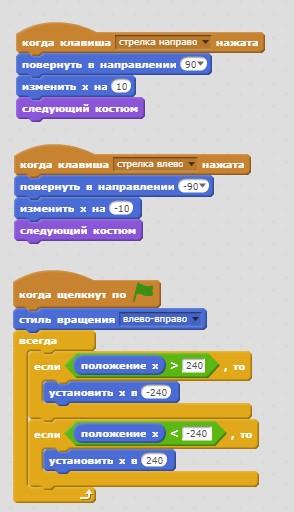 когда клавиша стрелка направо нажата
повернуть в направлении 90
изменить х на 10
следующий костюм
когда клавиша стрелка влево нажата
повернуть в направлении -90
изменить х на -10
следующий костюм
когда щелкнут по
стиль вращения влево-вправо
всегда
если положение х > 240 , то
установить х в -240
если положение х < -240 , то
установить х в 240